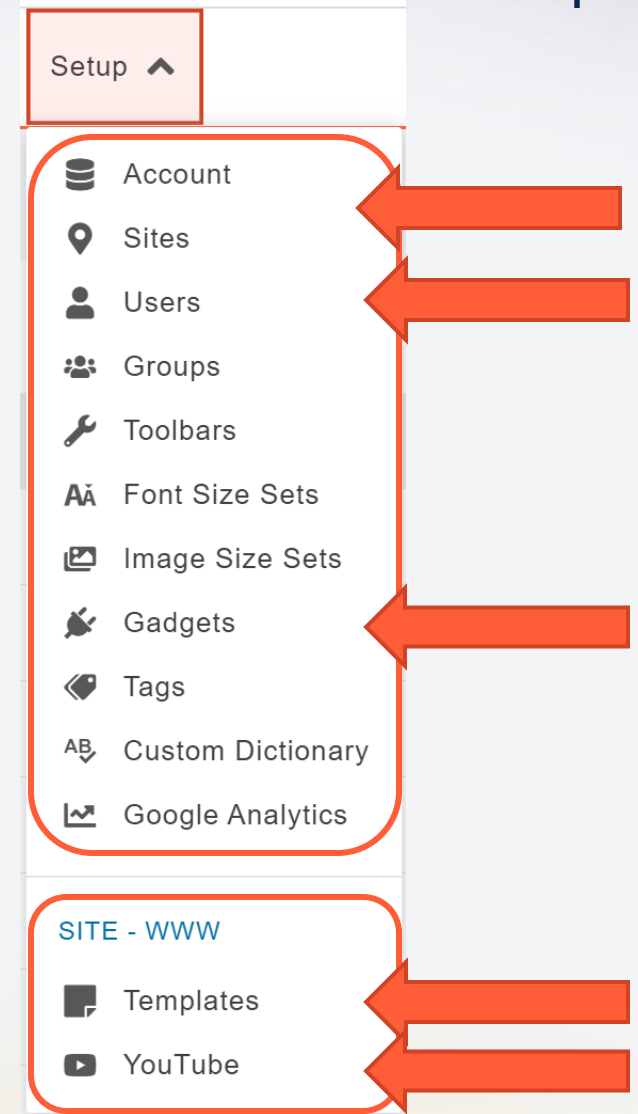 Setup
Account
Sites
Users
Groups
Toolbars
Font Size Sets
Image Size Sets
Gadgets
Tags
Custom Dictionary
Google Analytics
SITE - WWW
Templates
YouTube